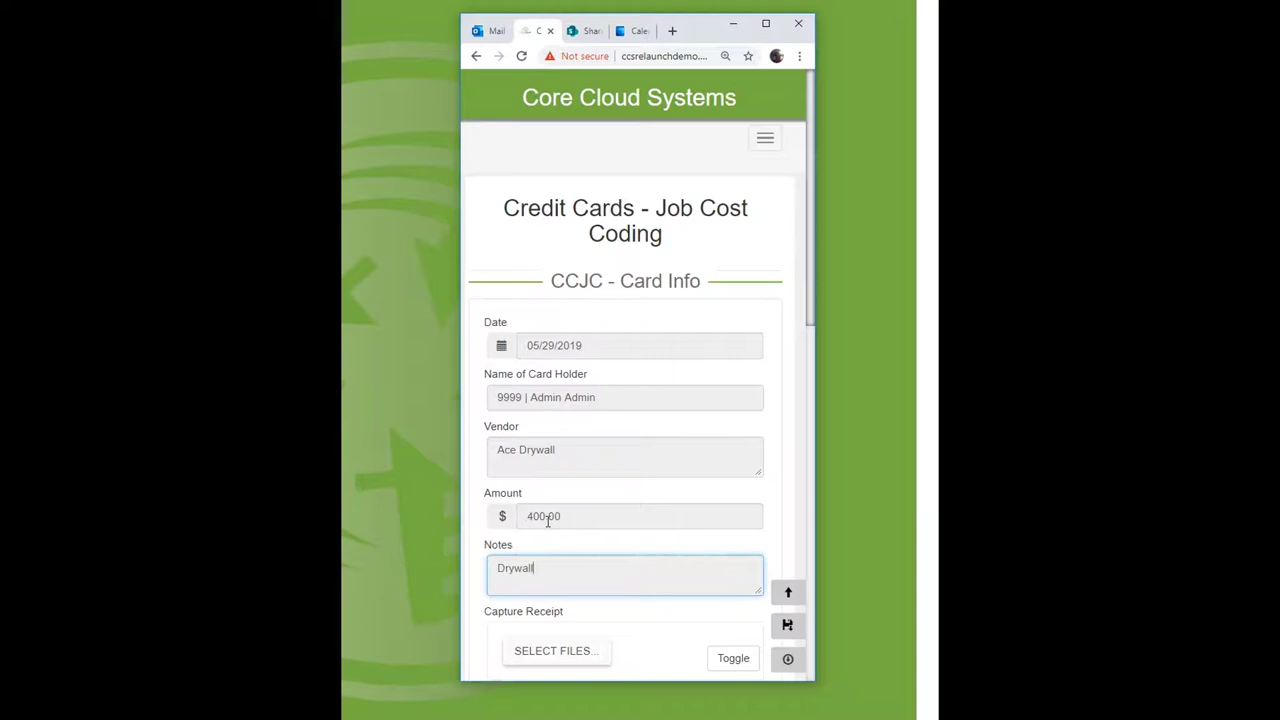 Mail
C
Shar
Cale
Not secure
ccsrelaunchdemo....
Core Cloud Systems
Credit Cards - Job Cost
Coding
CCJC - Card Info
Date
05/29/2019
Name of Card Holder
9999 | Admin Admin
Vendor
Ace Drywall
Amount
$ 400.00
Notes
Drywall
Capture Receipt
SELECT FILES...
Toggle